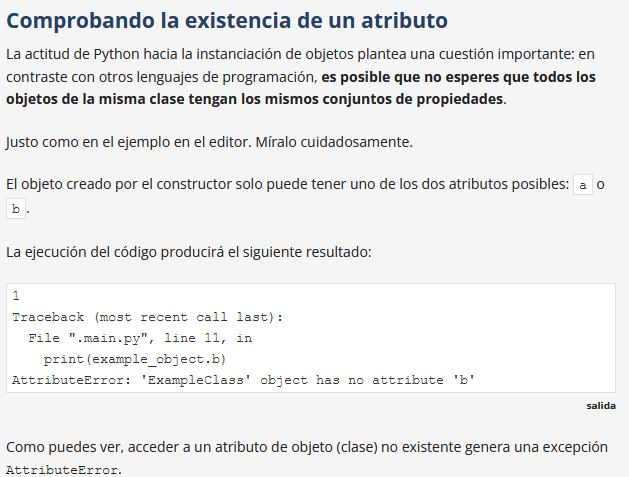 Comprobando la existencia de un atributo
La actitud de Python hacia la instanciación de objetos plantea una cuestión importante: en
contraste con otros lenguajes de programación, es posible que no esperes que todos los
objetos de la misma clase tengan los mismos conjuntos de propiedades.
Justo como en el ejemplo en el editor. Míralo cuidadosamente.
El objeto creado por el constructor solo puede tener uno de los dos atributos posibles: a o
b.
La ejecución del código producirá el siguiente resultado:
1
Traceback (most recent call last):
  File ".main.py", line 11, in
    print(example_object.b)
AttributeError: 'ExampleClass' object has no attribute 'b'
salida
Como puedes ver, acceder a un atributo de objeto (clase) no existente genera una excepción
AttributeError.